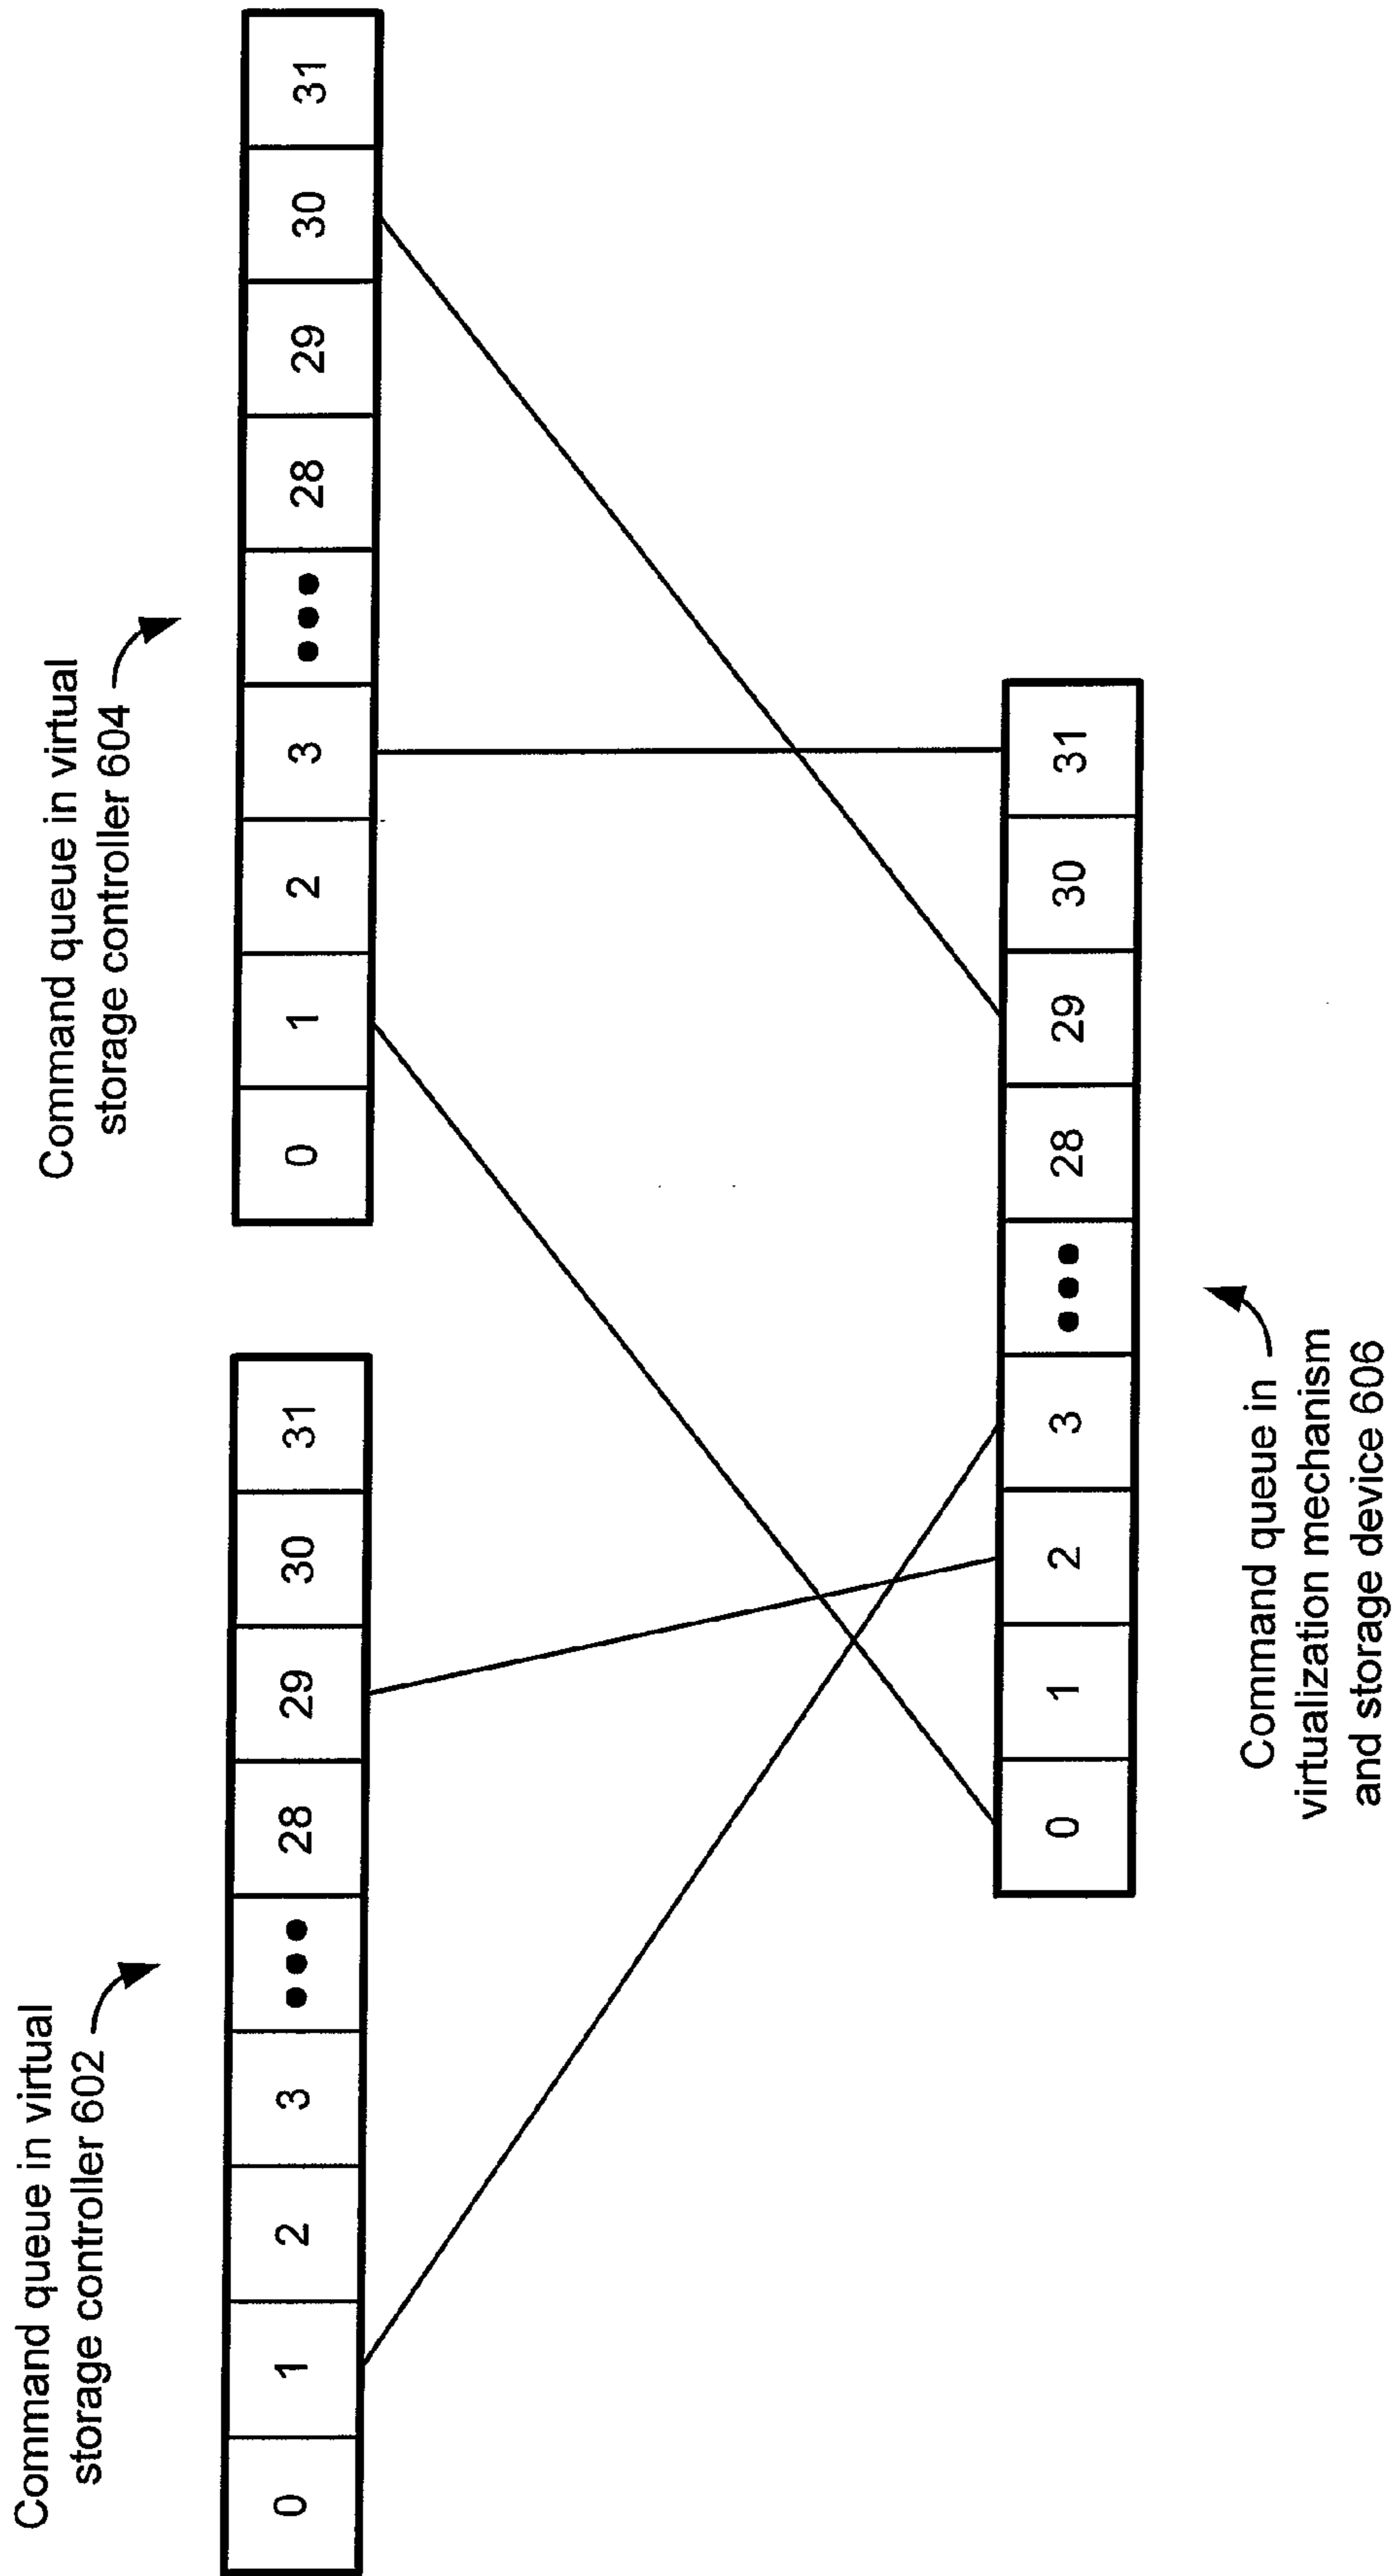 Command queue in virtual
storage controller 602
Command queue in virtual
storage controller 604
0 1 2 3 ••• 28 29 30 31
0 1 2 3 ••• 28 29 30 31
0 1 2 3 ••• 28 29 30 31
Command queue in
virtualization mechanism
and storage device 606